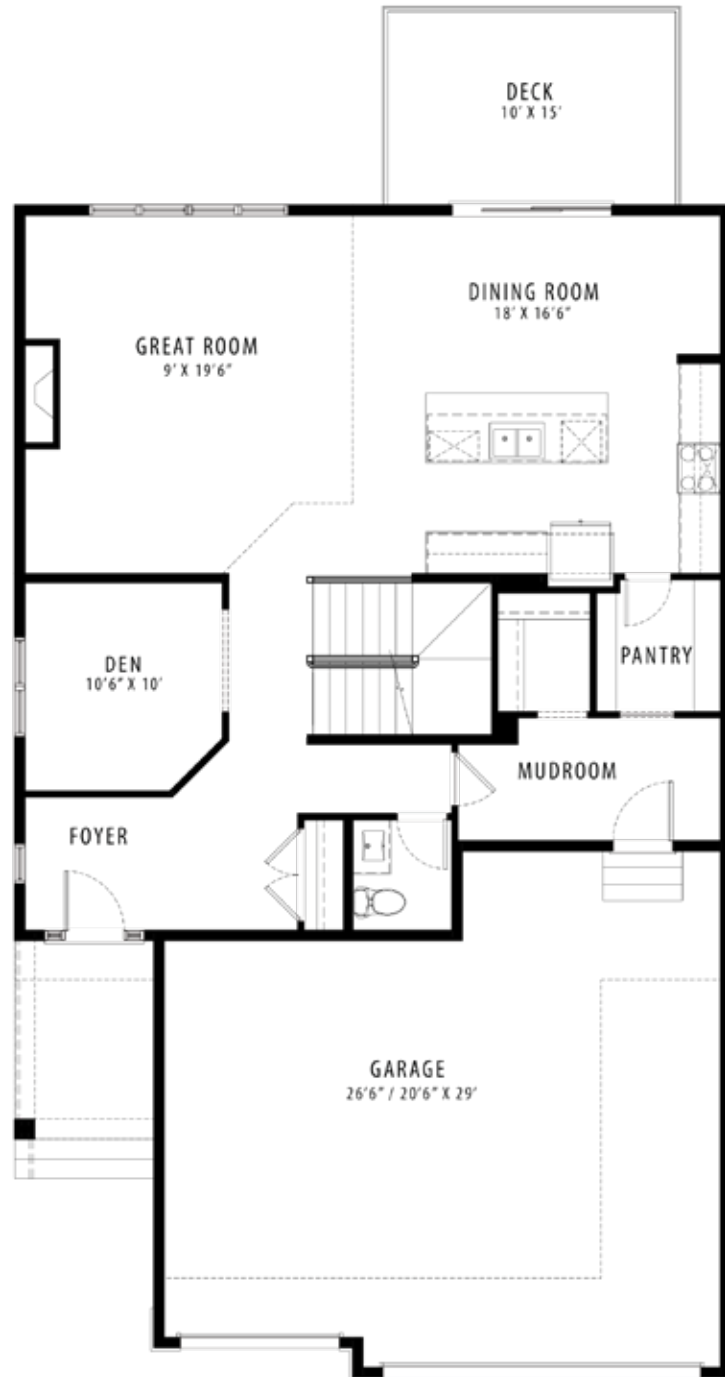 DECK
10' X 15'
DINING ROOM
18' X 16'6"
GREAT ROOM
9' X 19'6"
DEN
10'6" X 10'
PANTRY
MUDROOM
FOYER
GARAGE
26'6" / 20'6" X 29'